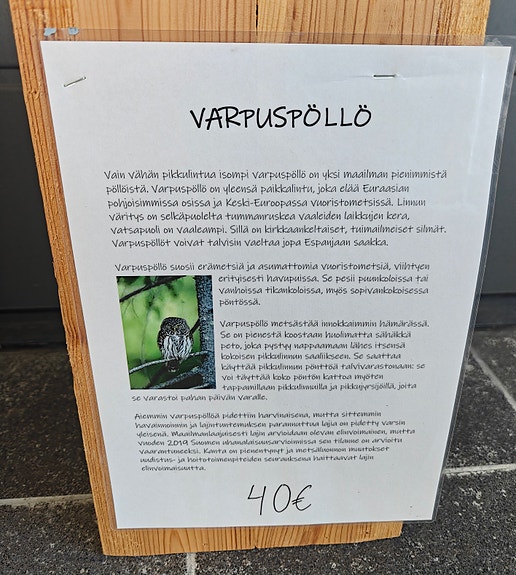 VARPUSPÖLLÖ
Vain vähän pikkulintua isompi varpuspöllö on yksi maailman pienimmistä
pöllöistä. Varpuspöllö on yleensä paikkalintu, joka elää Euraasian
pohjoisimmissa osissa ja Keski-Euroopassa vuoristometsissä. Linnun
väritys on selkäpuolelta tummanruskea vaaleiden laikkujen kera,
vatsapuoli on vaaleampi. Sillä on kirkkaankeltaiset, tuimailmeiset silmät.
Varpuspöllöt voivat talvisin vaeltaa jopa Espanjaan saakka.
Varpuspöllö suosii erämetsiä ja asumattomia vuoristometsiä, viihtyen
erityisesti havupuissa. Se pesii puunkoloissa tai
vanhoissa tikankoloissa, myös sopivankokoisessa
pöntössä.
Varpuspöllö metsästää innokkaimmin hämärässä.
Se on pienestä koostaan huolimatta sähäkkä
peto, joka pystyy nappaamaan lähes itsensä
kokoisen pikkulinnun saaliikseen. Se saattaa
käyttää pikkulinnun pönttöä talvivarastonaan: se
voi täyttää koko pöntön kattoa myöten
tappamillaan pikkulinnuilla ja pikkujyrsijöillä, joita
se varastoi pahan päivän varalle.
Aiemmin varpuspöllöä pidettiin harvinaisena, mutta sittemmin
havainnoinnin ja lajintuntemuksen parannuttua lajia on pidetty varsin
yleisenä. Maailmanlaajuisesti lajin arvioidaan olevan elinvoimainen, mutta
vuoden 2019 Suomen uhanalaisuusarvioinnissa sen tilanne on arvioitu
vaarantuneeksi. Kanta on pienentynyt ja metsäluonnon muutokset
uudistus- ja hoitotoimenpiteiden seurauksena haittaavat lajin
elinvoimaisuutta.
40€